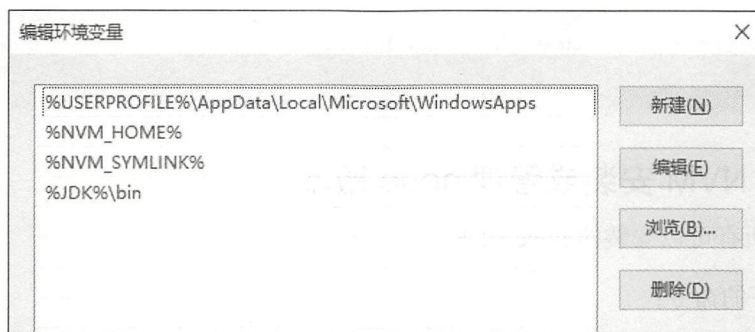 编辑环境变量
%USERPROFILE%\AppData\Local\Microsoft\WindowsApps
%NVM_HOME%
%NVM_SYMLINK%
%JDK%\bin
新建(N)
编辑(E)
浏览(B)...
删除(D)